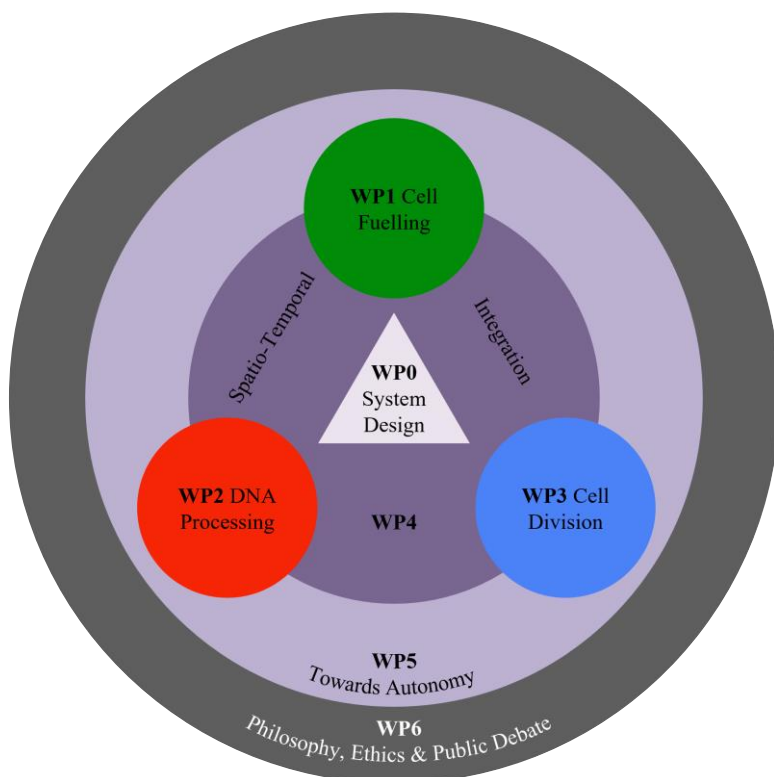 WP1 Cell
Fuelling
Spatio-Temporal
Integration
WP0
System
Design
WP2 DNA
Processing
WP3 Cell
Division
WP4
WP5
Towards Autonomy
WP6
Philosophy, Ethics & Public Debate